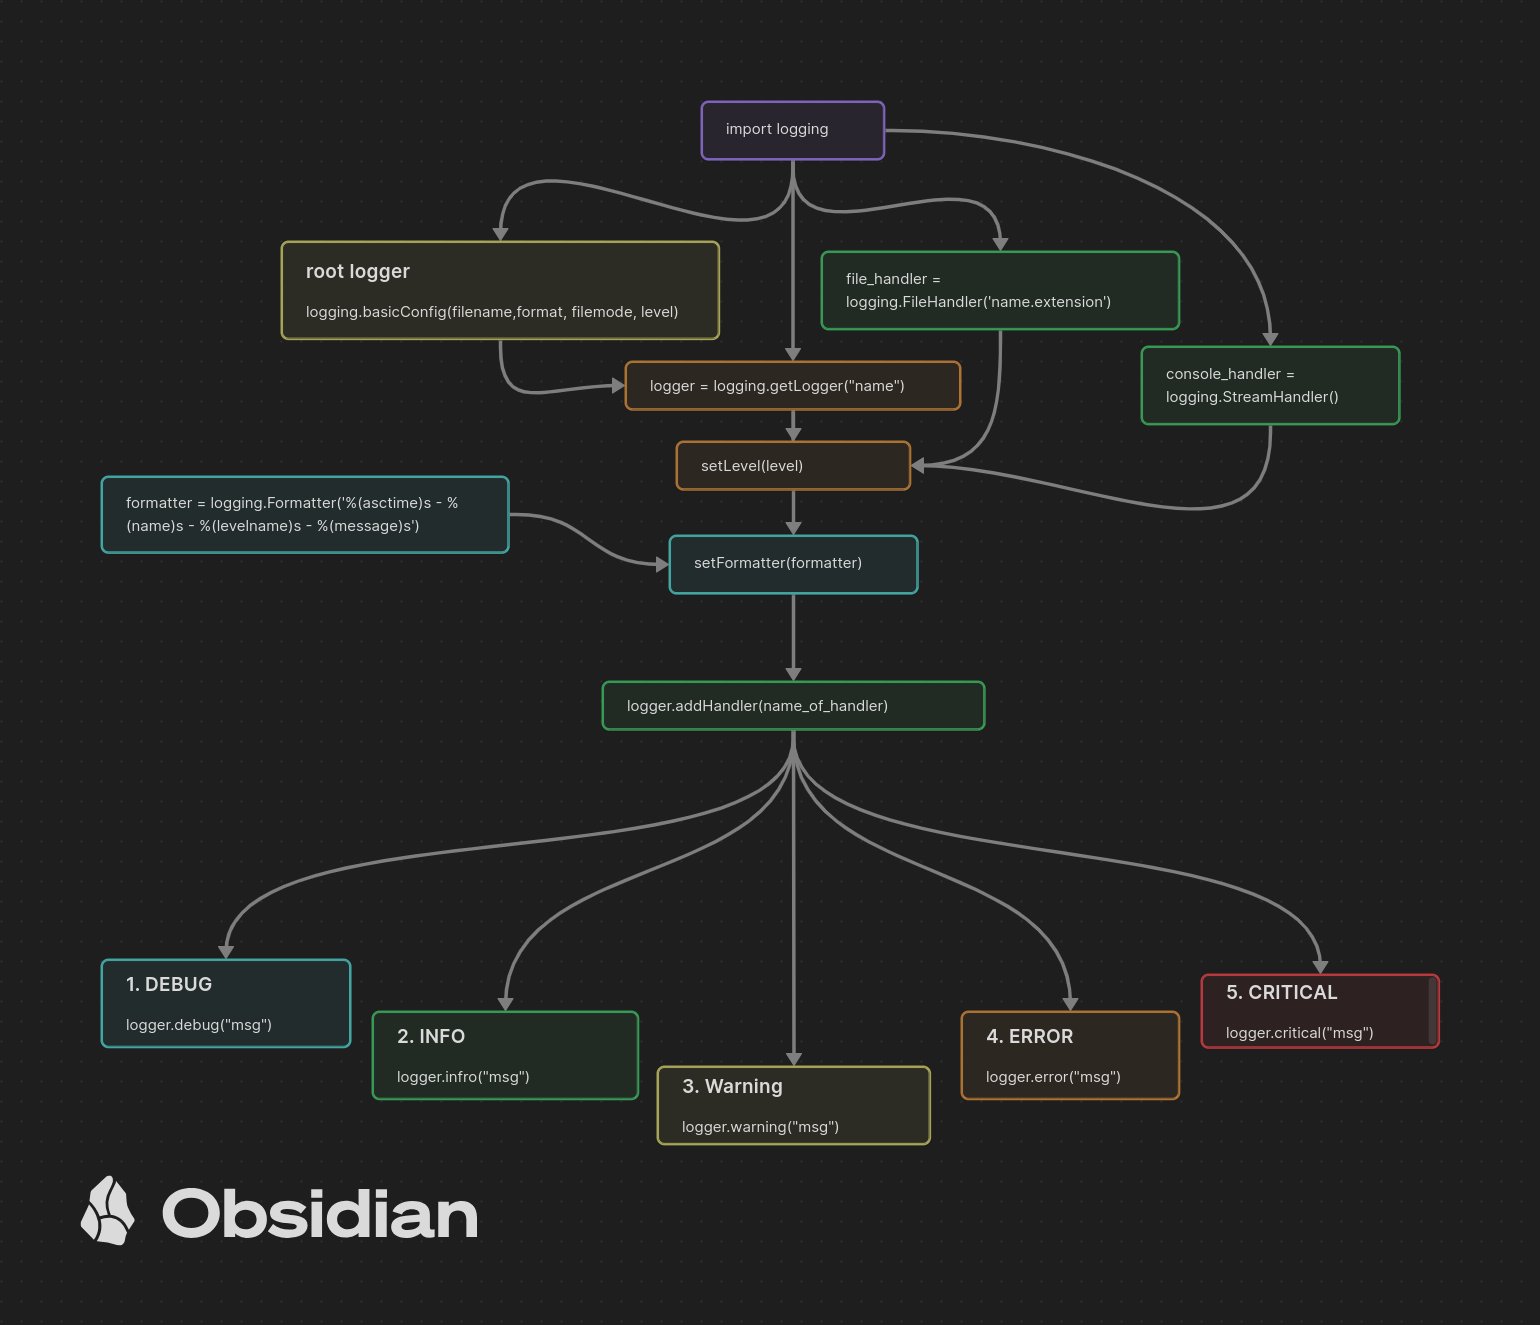 import logging
root logger
logging.basicConfig(filename,format, filemode, level)
file_handler =
logging.FileHandler('name.extension')
console_handler =
logging.StreamHandler()
logger = logging.getLogger("name")
setLevel(level)
formatter = logging.Formatter('%(asctime)s - %
(name)s - %(levelname)s - %(message)s')
setFormatter(formatter)
logger.addHandler(name_of_handler)
1. DEBUG
logger.debug("msg")
2. INFO
logger.infro("msg")
3. Warning
logger.warning("msg")
4. ERROR
logger.error("msg")
5. CRITICAL
logger.critical("msg")
Obsidian